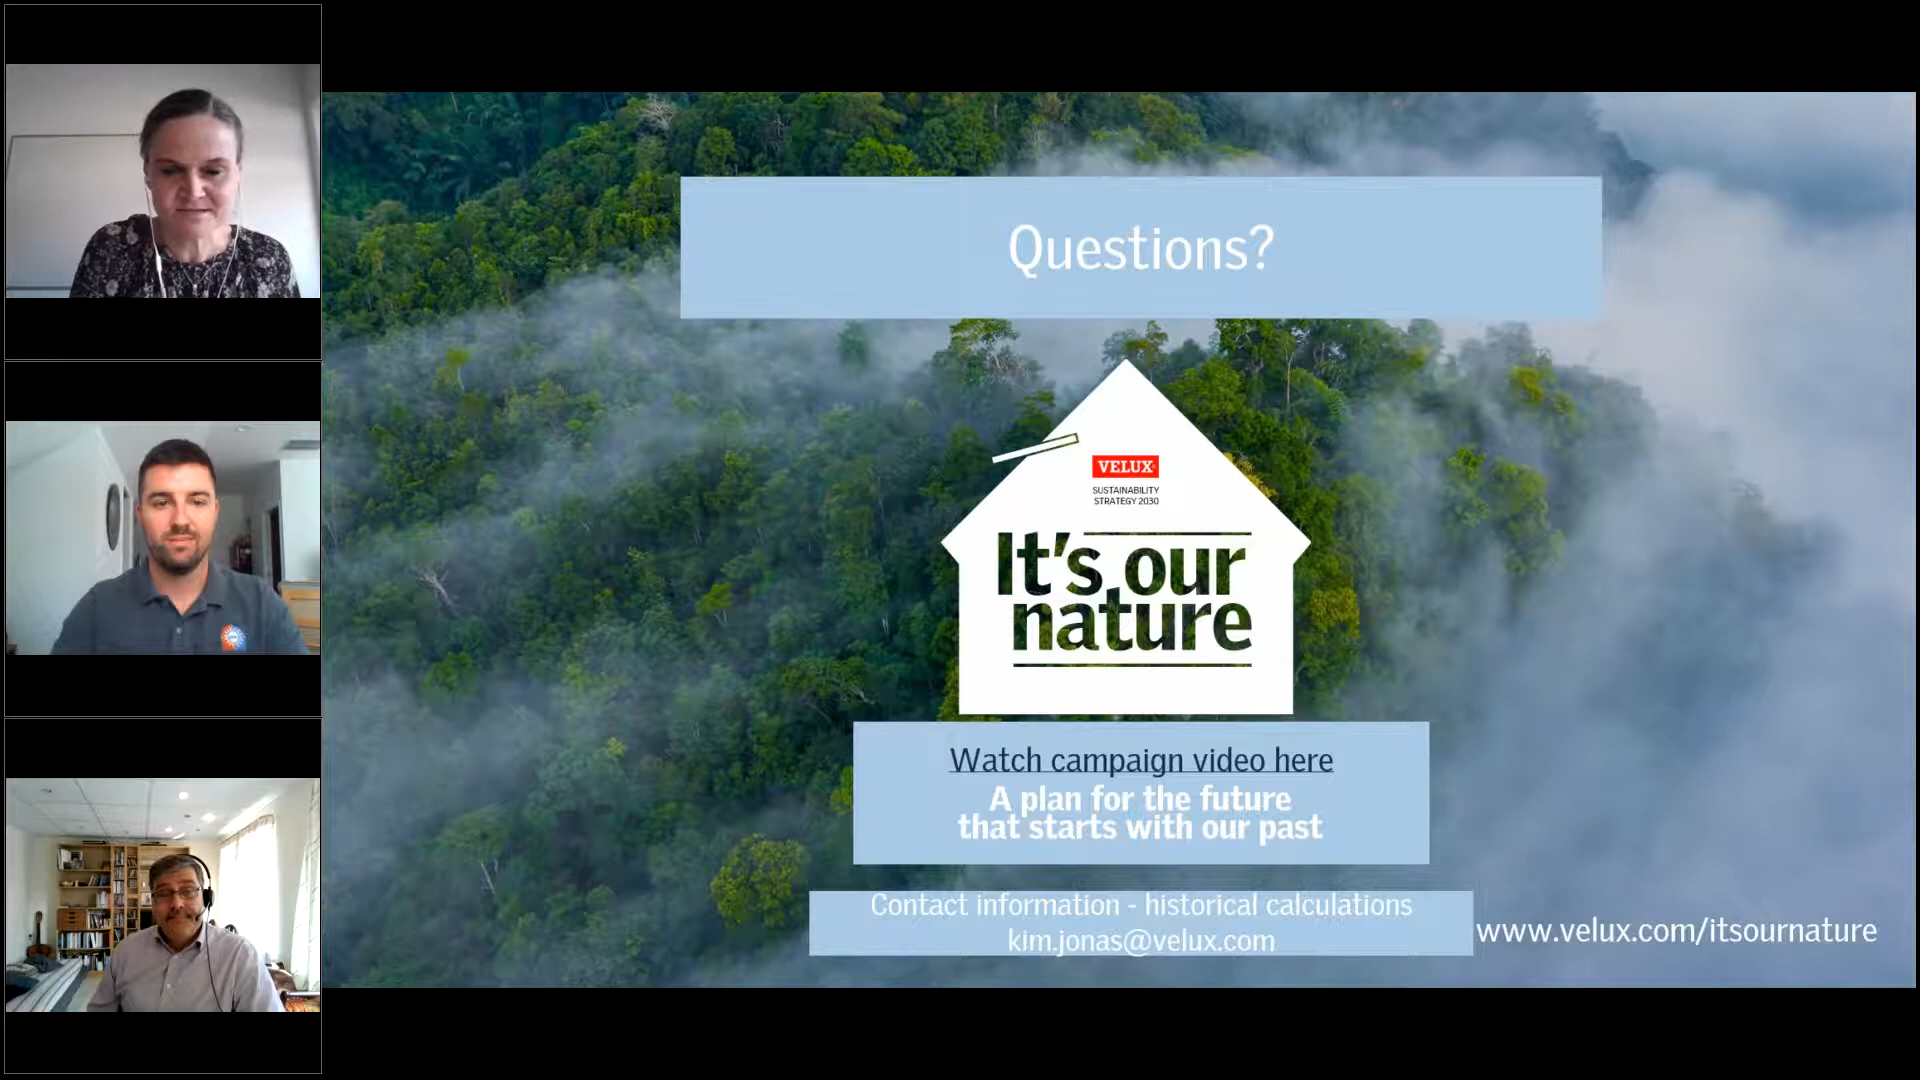 Questions?
VELUX
SUSTAINABILITY
STRATEGY 2030
It's our
nature
Watch campaign video here
A plan for the future
that starts with our past
Contact information - historical calculations
kim.jonas@velux.com
www.velux.com/itsournature